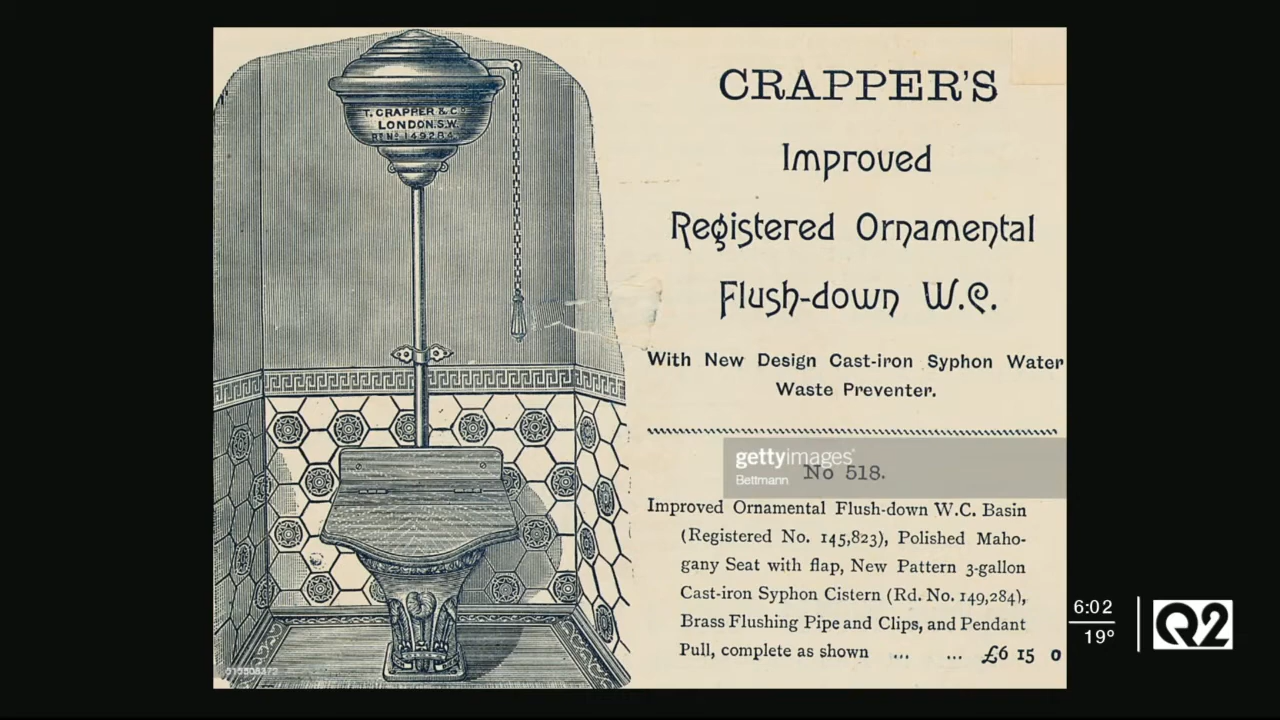 T. CRAPPER & Co
LONDON.S.W.
Rd No 149284
CRAPPER'S
Improved
Registered Ornamental
Flush-down W.C.
With New Design Cast-iron Syphon Water
Waste Preventer.
gettyimages
Bettmann
No 518.
Improved Ornamental Flush-down W.C. Basin
(Registered No. 145,823), Polished Maho-
gany Seat with flap, New Pattern 3-gallon
Cast-iron Syphon Cistern (Rd. No. 149,284),
Brass Flushing Pipe and Clips, and Pendant
Pull, complete as shown ... ... £6 15 0
6:02
19°
Q2